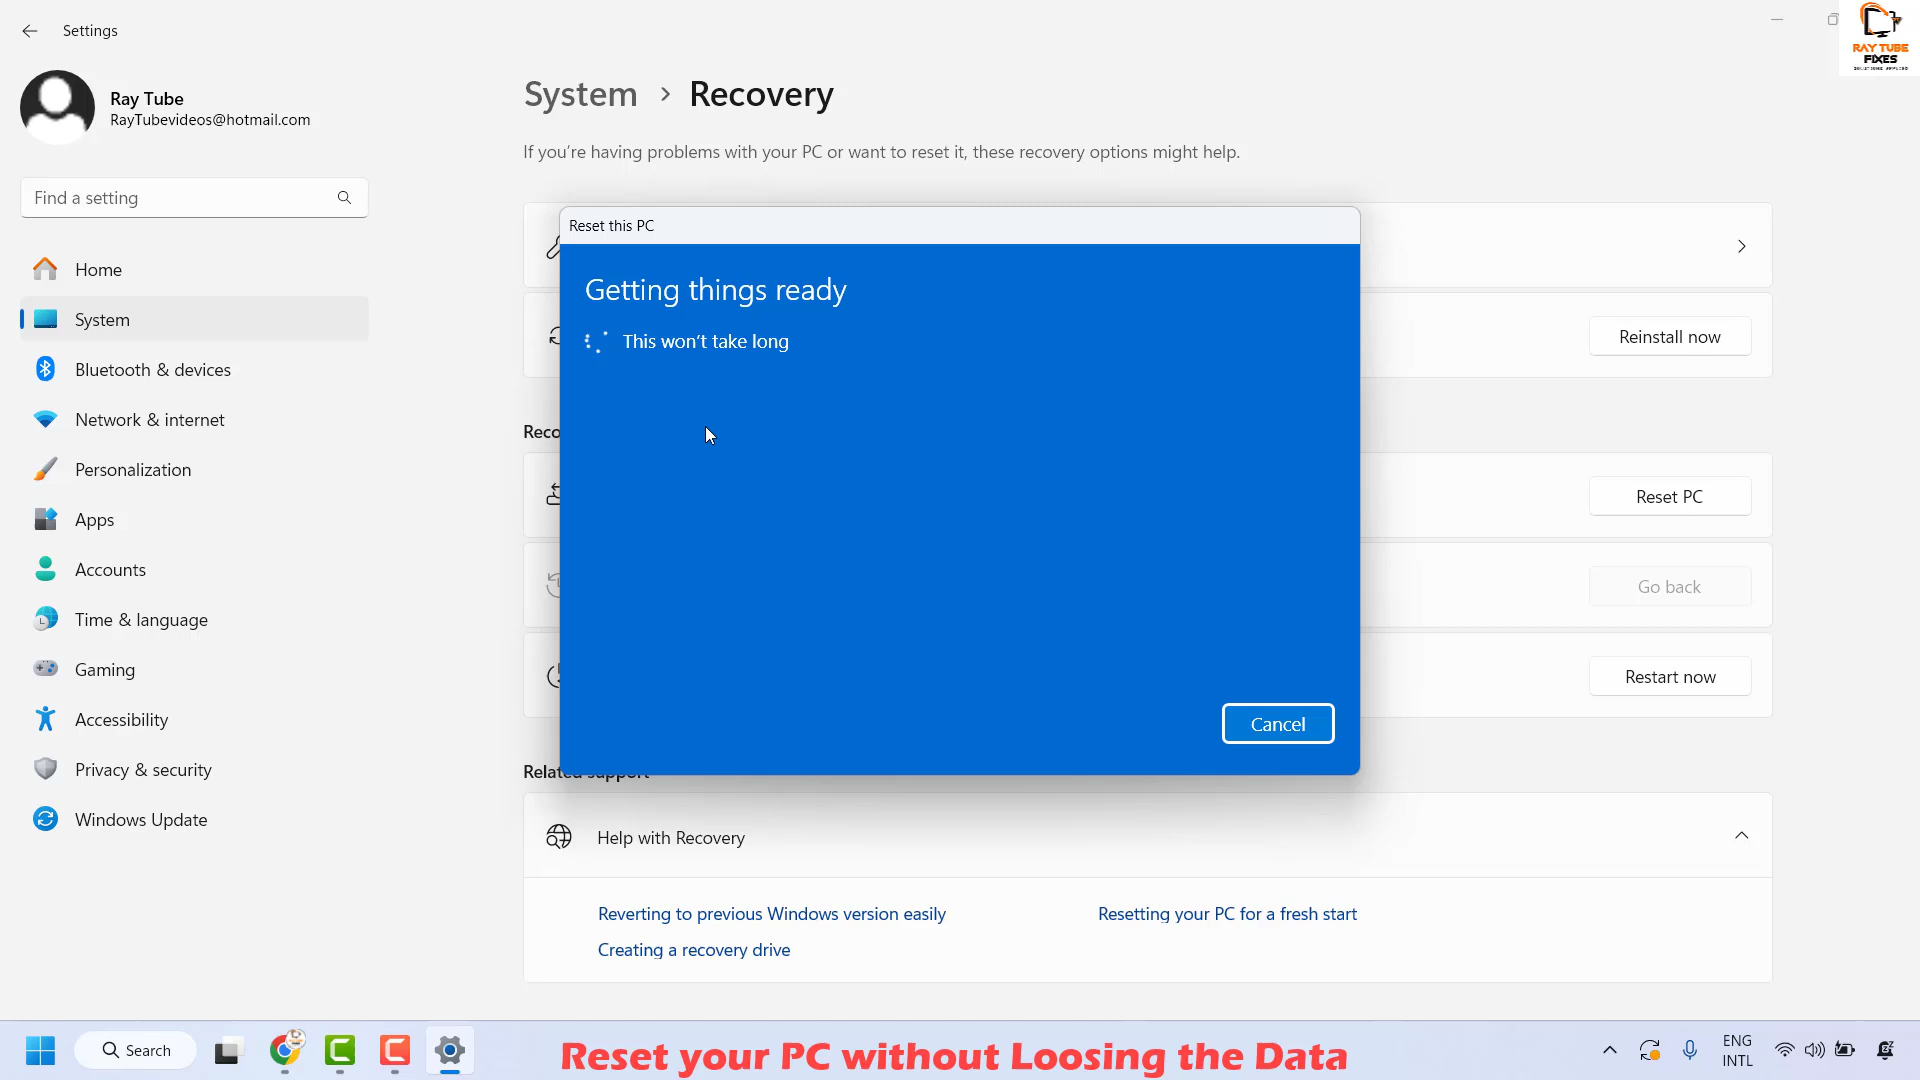 Settings
RAY TUBE
FIXES
Ray Tube
RayTubevideos@hotmail.com
System > Recovery
If you're having problems with your PC or want to reset it, these recovery options might help.
Find a setting
Reset this PC
Getting things ready
This won't take long
Cancel
Home
System
Bluetooth & devices
Network & internet
Personalization
Apps
Accounts
Time & language
Gaming
Accessibility
Privacy & security
Windows Update
Reinstall now
Reco
Reset PC
Go back
Restart now
Related support
Help with Recovery
Reverting to previous Windows version easily
Resetting your PC for a fresh start
Creating a recovery drive
Search
Reset your PC without Loosing the Data
ENG
INTL